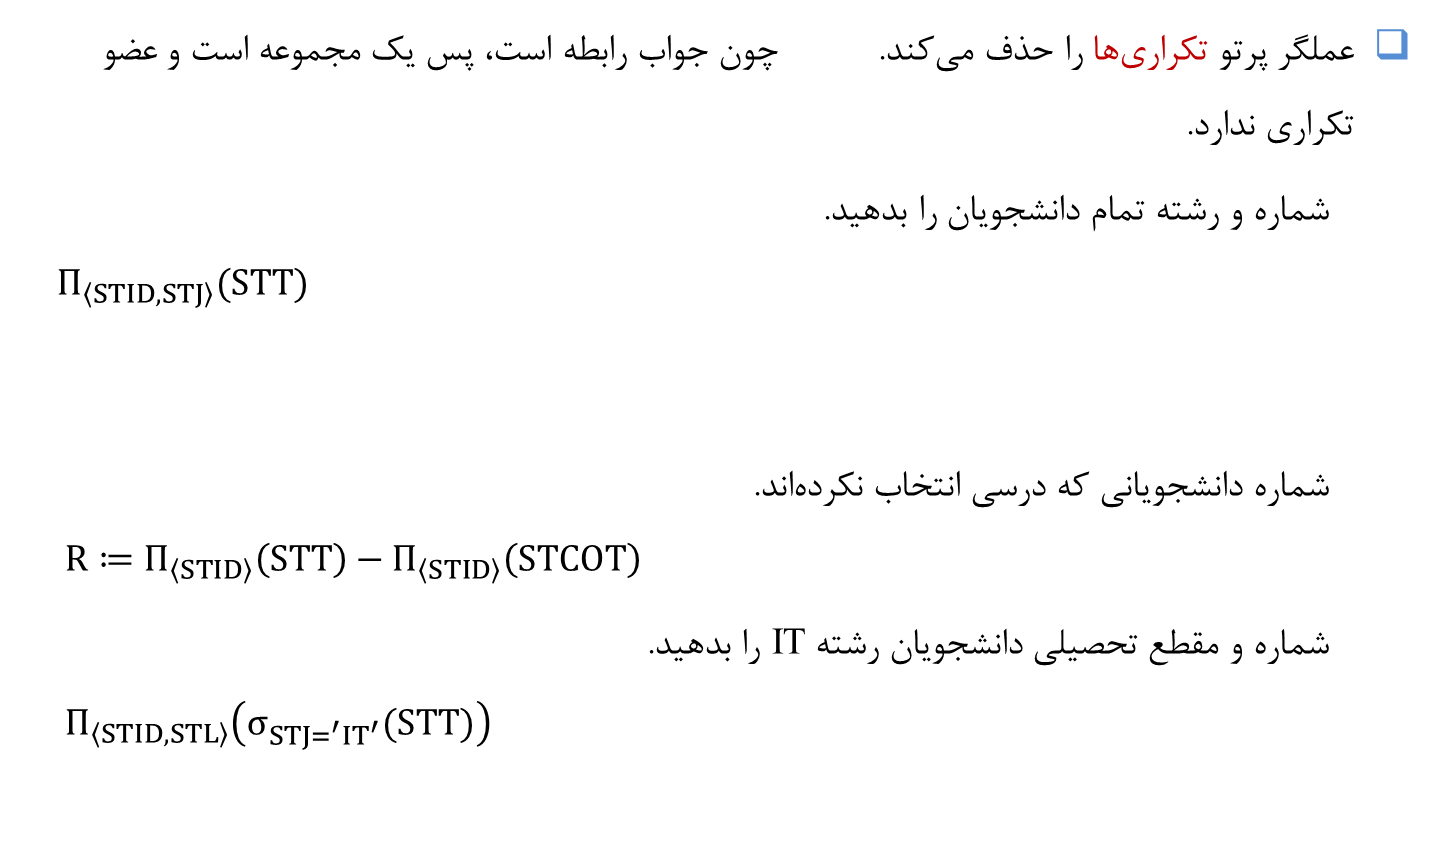 عملگر پرتو تکراری‌ها را حذف می‌کند. چون جواب رابطه است، پس یک مجموعه است و عضو
تکراری ندارد.
شماره و رشته تمام دانشجویان را بدهید.
Π⟨STID,STJ⟩(STT)
شماره دانشجویانی که درسی انتخاب نکرده‌اند.
R ≔ Π⟨STID⟩(STT) − Π⟨STID⟩(STCOT)
شماره و مقطع تحصیلی دانشجویان رشته IT را بدهید.
Π⟨STID,STL⟩(σSTJ=′IT′(STT))